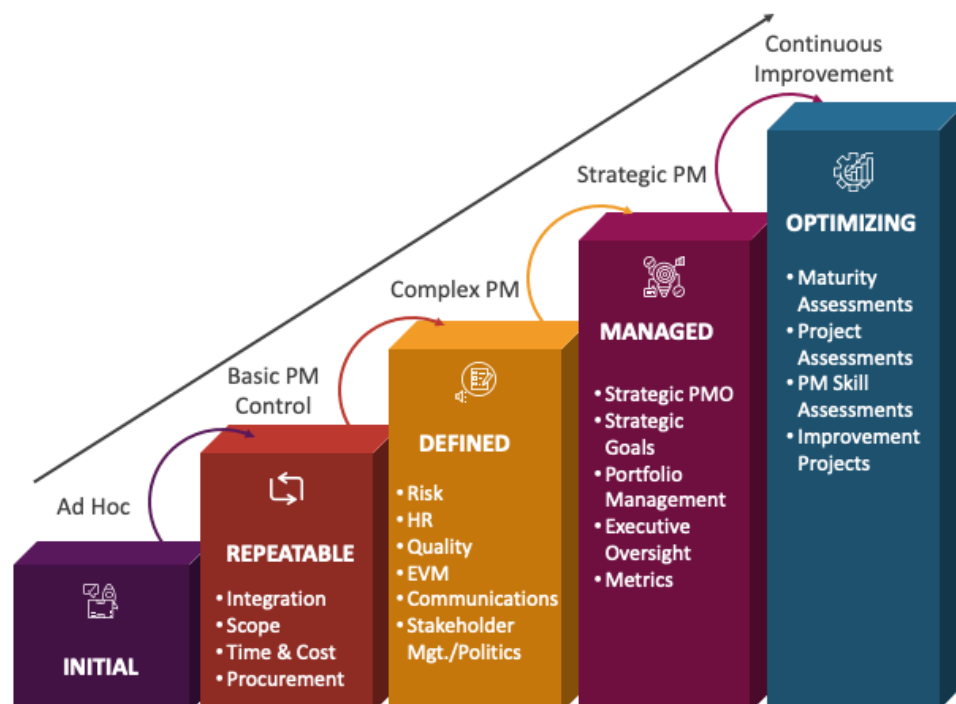 Continuous
Improvement
Strategic PM
Complex PM
Basic PM
Control
Ad Hoc
INITIAL
REPEATABLE
• Integration
• Scope
• Time & Cost
• Procurement
DEFINED
• Risk
• HR
• Quality
• EVM
• Communications
• Stakeholder
Mgt./Politics
MANAGED
• Strategic PMO
• Strategic
Goals
• Portfolio
Management
• Executive
Oversight
• Metrics
OPTIMIZING
• Maturity
Assessments
• Project
Assessments
• PM Skill
Assessments
• Improvement
Projects